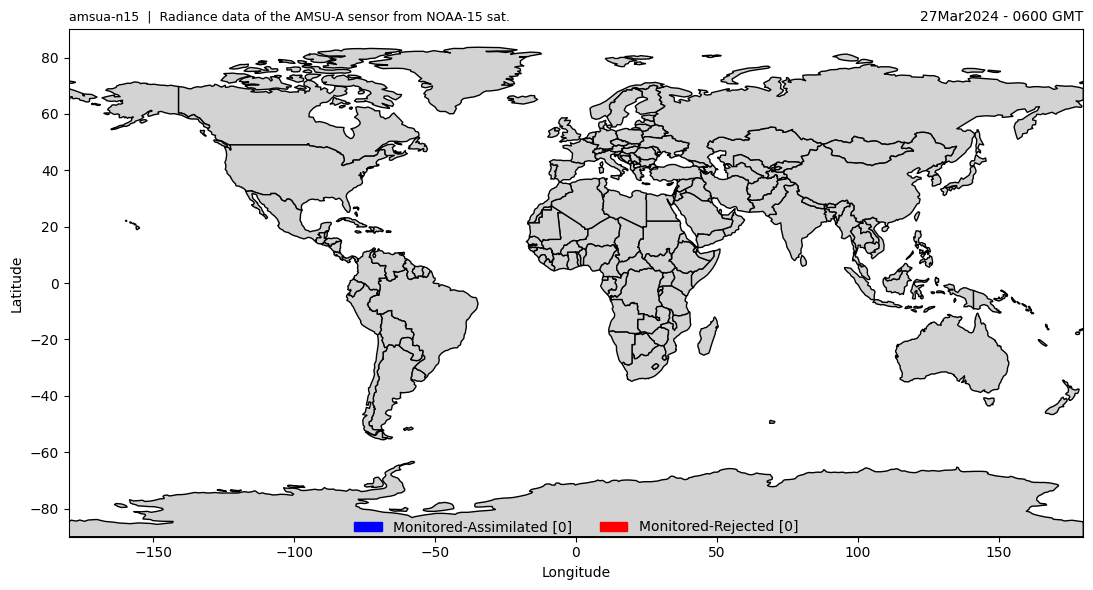 amsua-n15 | Radiance data of the AMSU-A sensor from NOAA-15 sat.
27Mar2024 - 0600 GMT
80
60
40
20
0
−20
−40
−60
−80
Latitude
Monitored-Assimilated [0]
Monitored-Rejected [0]
−150
−100
−50
0
50
100
150
Longitude